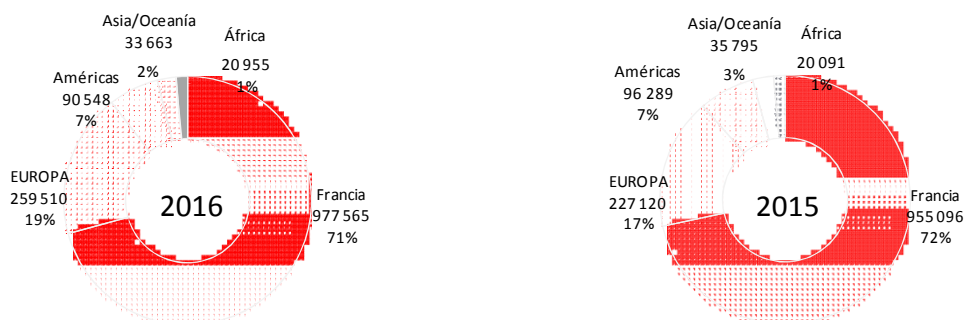 Asia/Oceanía
33 663
2%
África
20 955
1%
Américas
90 548
7%
EUROPA
259 510
19%
2016
Francia
977 565
71%
Asia/Oceanía
35 795
3%
África
20 091
1%
Américas
96 289
7%
EUROPA
227 120
17%
2015
Francia
955 096
72%